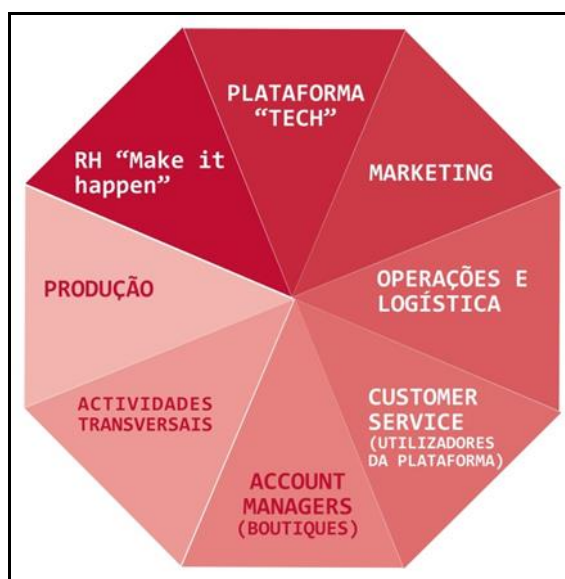 PLATAFORMA
“TECH”
RH “Make it
happen”
MARKETING
PRODUÇÃO
OPERAÇÕES E
LOGÍSTICA
ACTIVIDADES
TRANSVERSAIS
CUSTOMER
SERVICE
(UTILIZADORES
DA PLATAFORMA)
ACCOUNT
MANAGERS
(BOUTIQUES)